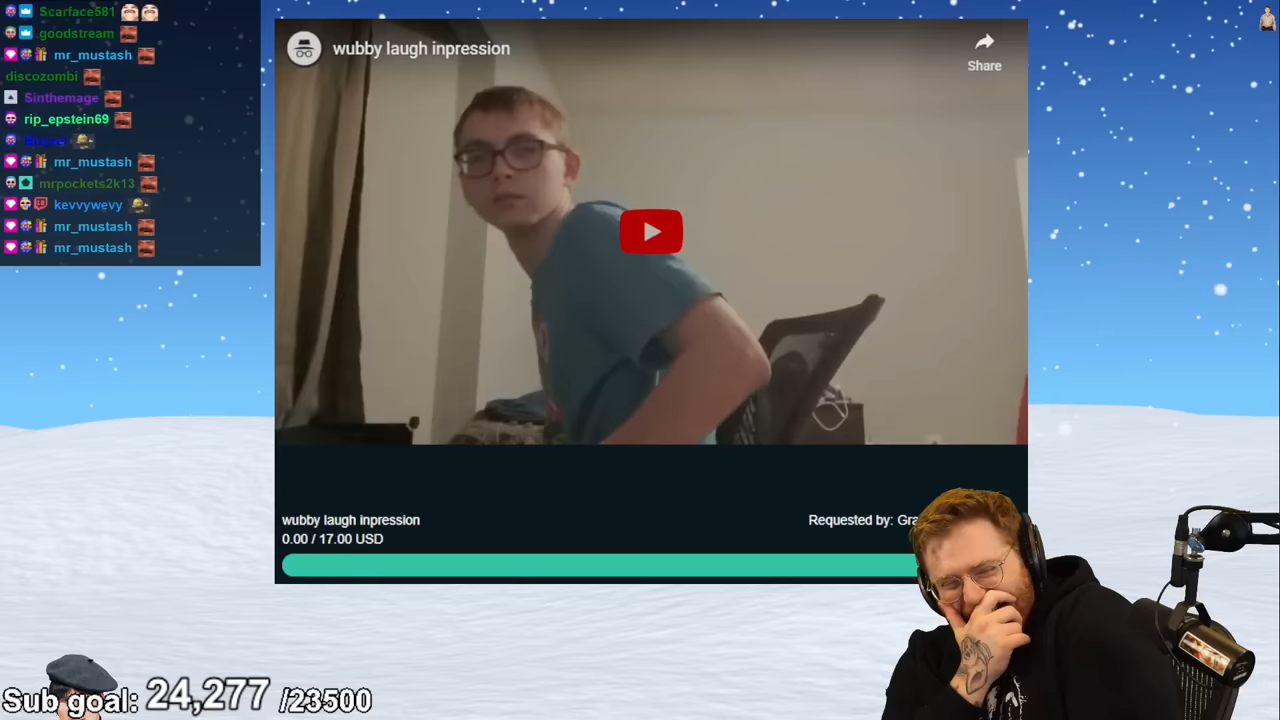 Scarface581
goodstream
mr_mustash
discozombi
Sinthemage
rip_epstein69
mr_mustash
mrpockets2k13
kevvywevy
mr_mustash
mr_mustash
wubby laugh inpression
Share
wubby laugh inpression
0.00 / 17.00 USD
Requested by: Gra
Sub goal: 24,277 /23500